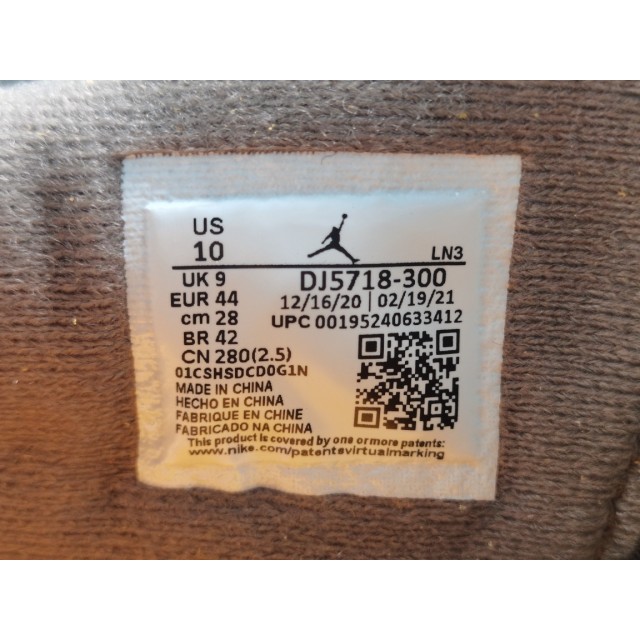 US
10
LN3
UK 9
DJ5718-300
EUR 44
12/16/20 | 02/19/21
cm 28
UPC 00195240633412
BR 42
CN 280(2.5)
01CSHSDCD0G1N
MADE IN CHINA
HECHO EN CHINA
FABRIQUE EN CHINE
FABRICADO NA CHINA
This product is covered by one or more patents:
www.nike.com/patentsvirtualmarking